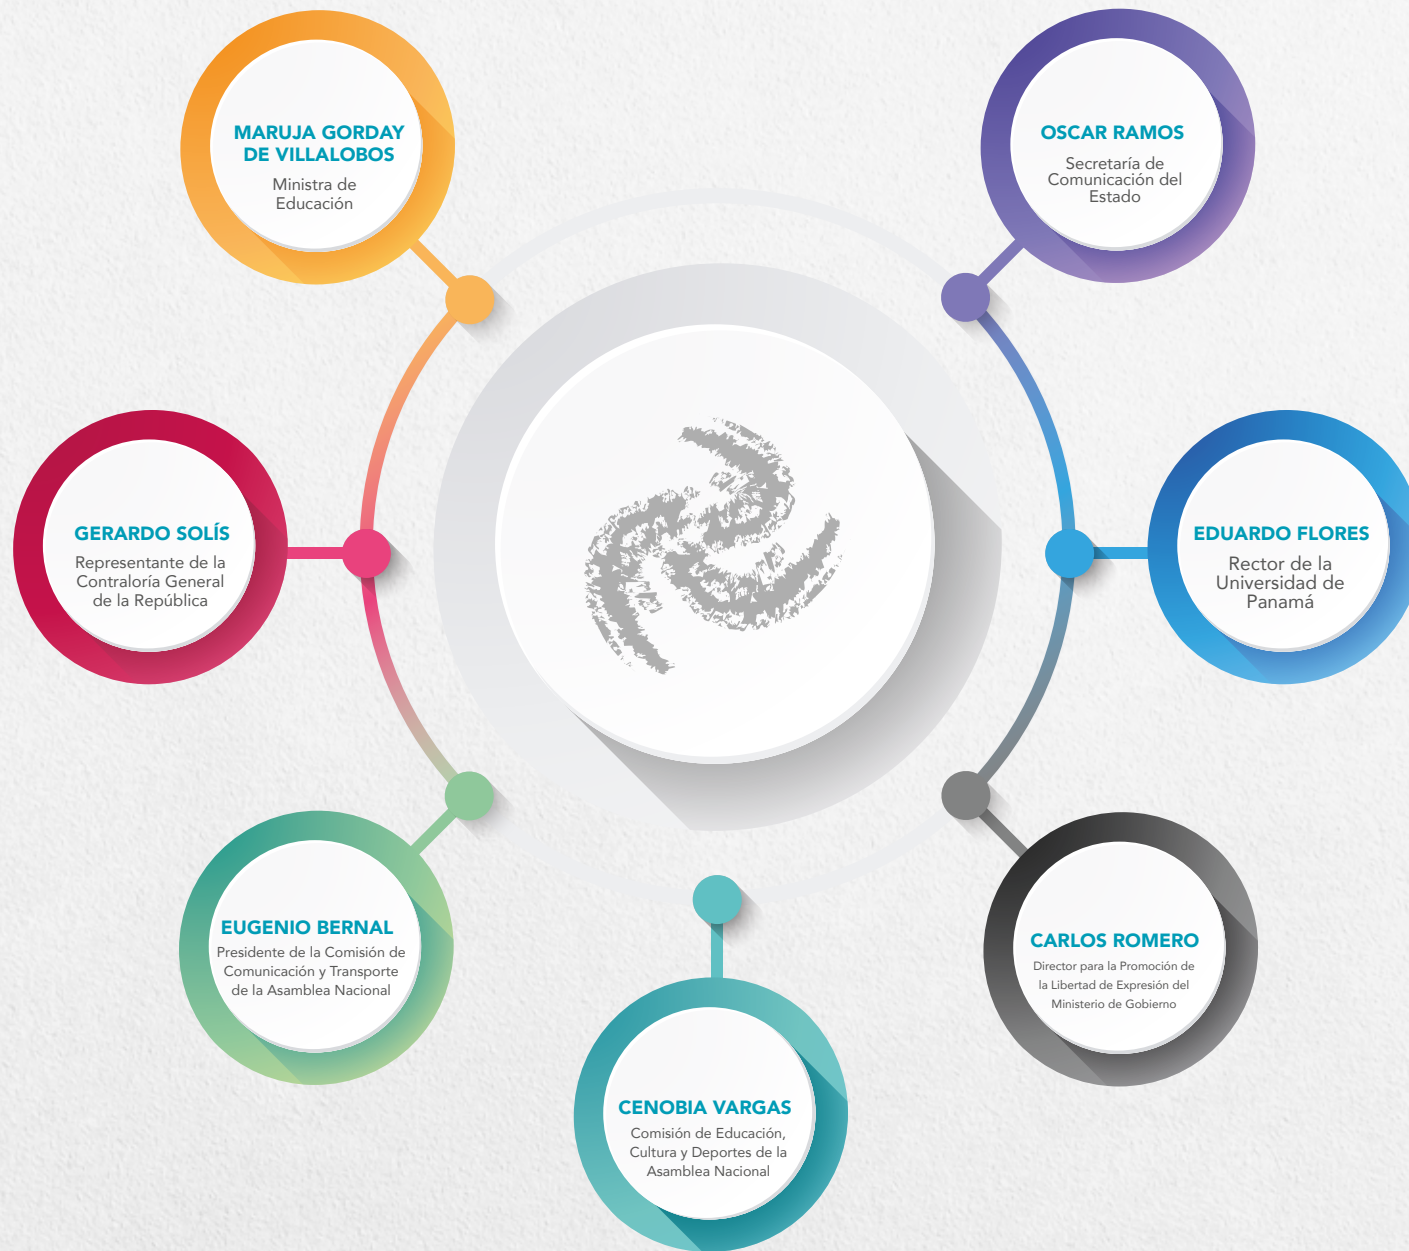 MARUJA GORDAY
DE VILLALOBOS
Ministra de
Educación
OSCAR RAMOS
Secretaría de
Comunicación del
Estado
GERARDO SOLÍS
Representante de la
Contraloría General
de la República
EDUARDO FLORES
Rector de la
Universidad de
Panamá
EUGENIO BERNAL
Presidente de la Comisión de
Comunicación y Transporte
de la Asamblea Nacional
CARLOS ROMERO
Director para la Promoción de
la Libertad de Expresión del
Ministerio de Gobierno
CENOBIA VARGAS
Comisión de Educación,
Cultura y Deportes de la
Asamblea Nacional